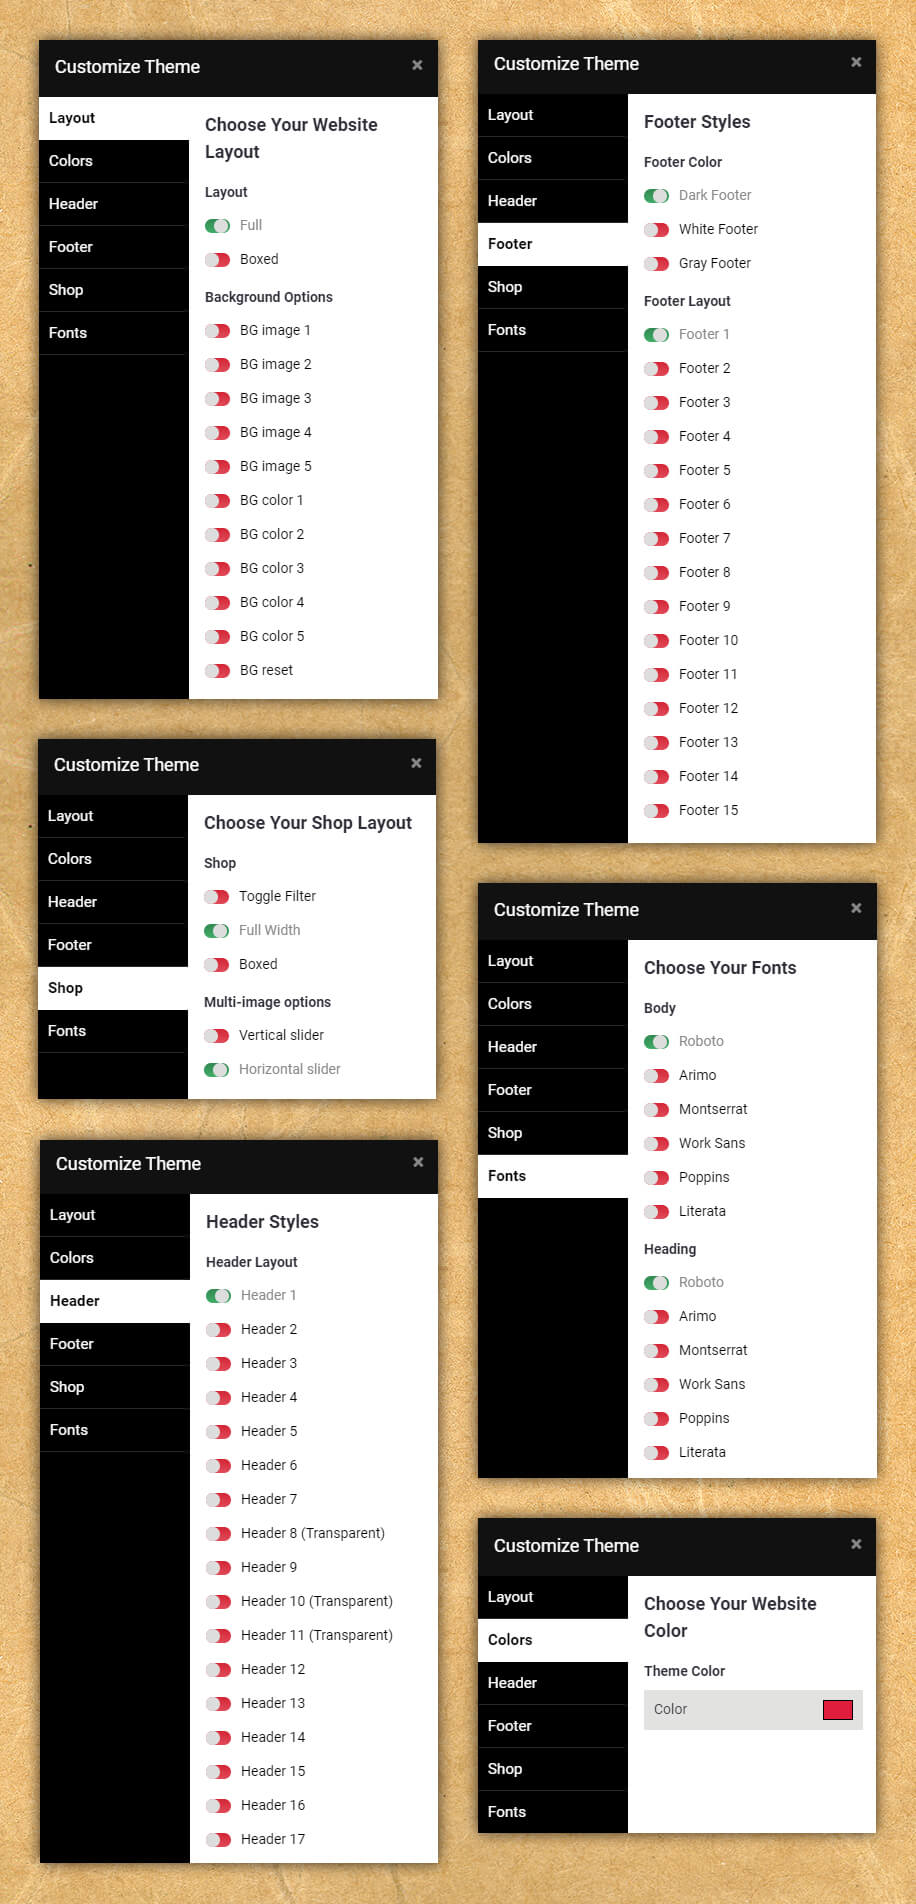 Customize Theme ×
Layout
Colors
Header
Footer
Shop
Fonts
Choose Your Website
Layout
Layout
Full
Boxed
Background Options
BG image 1
BG image 2
BG image 3
BG image 4
BG image 5
BG color 1
BG color 2
BG color 3
BG color 4
BG color 5
BG reset
Customize Theme ×
Layout
Colors
Header
Footer
Shop
Fonts
Choose Your Shop Layout
Shop
Toggle Filter
Full Width
Boxed
Multi-image options
Vertical slider
Horizontal slider
Customize Theme ×
Layout
Colors
Header
Footer
Shop
Fonts
Header Styles
Header Layout
Header 1
Header 2
Header 3
Header 4
Header 5
Header 6
Header 7
Header 8 (Transparent)
Header 9
Header 10 (Transparent)
Header 11 (Transparent)
Header 12
Header 13
Header 14
Header 15
Header 16
Header 17
Customize Theme ×
Layout
Colors
Header
Footer
Shop
Fonts
Footer Styles
Footer Color
Dark Footer
White Footer
Gray Footer
Footer Layout
Footer 1
Footer 2
Footer 3
Footer 4
Footer 5
Footer 6
Footer 7
Footer 8
Footer 9
Footer 10
Footer 11
Footer 12
Footer 13
Footer 14
Footer 15
Customize Theme ×
Layout
Colors
Header
Footer
Shop
Fonts
Choose Your Fonts
Body
Roboto
Arimo
Montserrat
Work Sans
Poppins
Literata
Heading
Roboto
Arimo
Montserrat
Work Sans
Poppins
Literata
Customize Theme ×
Layout
Colors
Header
Footer
Shop
Fonts
Choose Your Website
Color
Theme Color
Color